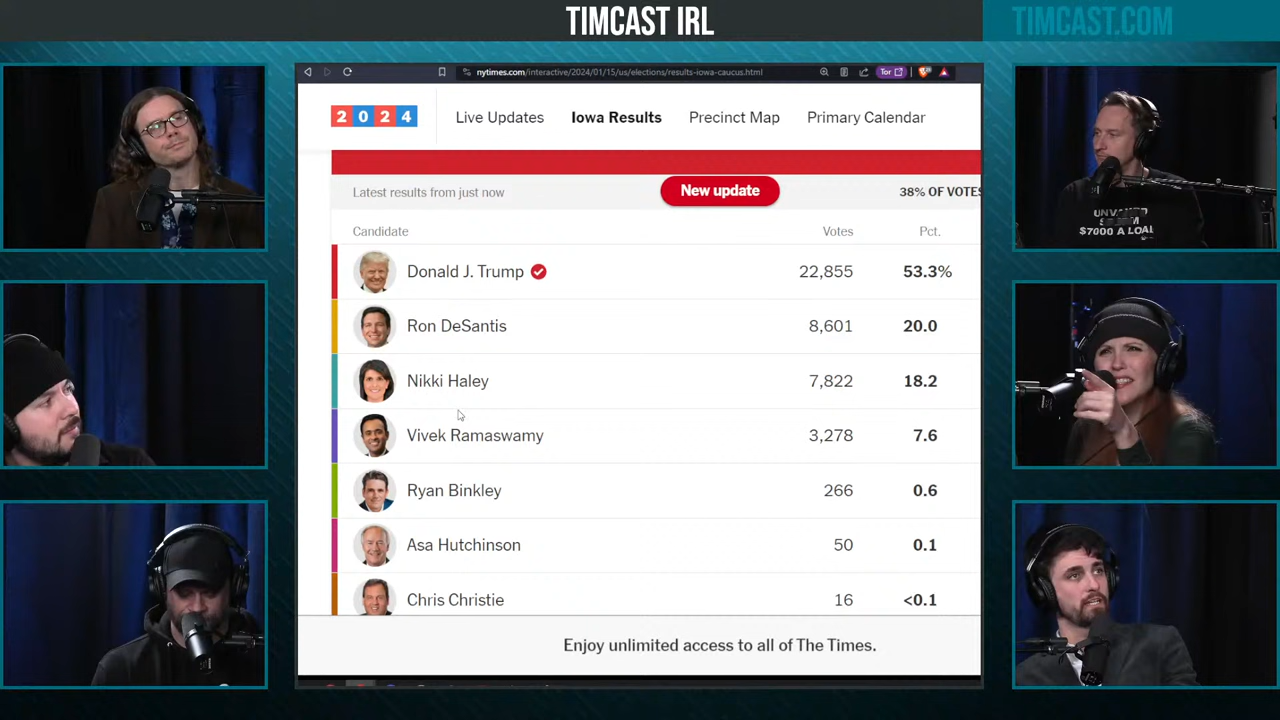 TIMCAST IRL
TIMCAST.COM
nytimes.com/interactive/2024/01/15/us/elections/results-iowa-caucus.html
Tor
2024
Live Updates
Iowa Results
Precinct Map
Primary Calendar
Latest results from just now
New update
38% OF VOTES
Candidate Votes Pct.
Donald J. Trump 22,855 53.3%
Ron DeSantis 8,601 20.0
Nikki Haley 7,822 18.2
Vivek Ramaswamy 3,278 7.6
Ryan Binkley 266 0.6
Asa Hutchinson 50 0.1
Chris Christie 16 <0.1
Enjoy unlimited access to all of The Times.
$7000 A LOA